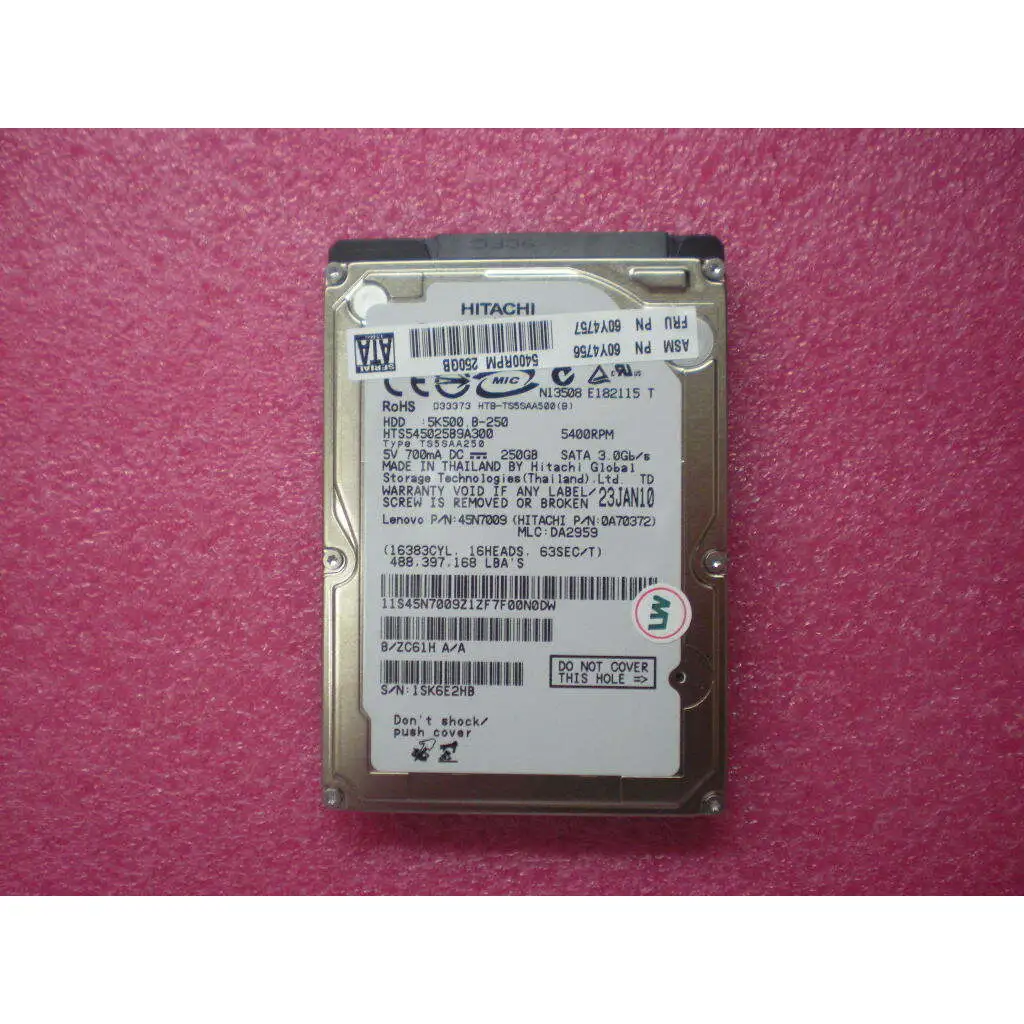 HITACHI
ASM PN 60Y4756
FRU PN 60Y4757
5400RPM 250GB
SERIAL
ATA
MIC
N13508 E182115 T
RoHS D33373 HTB-TS5SAA500(B)
HDD :5K500.B-250
HTS545025B9A300 5400RPM
Type TS5SAA250
5V 700mA DC 250GB SATA 3.0Gb/s
MADE IN THAILAND BY Hitachi Global
Storage Technologies(Thailand).Ltd. TD
WARRANTY VOID IF ANY LABEL/
SCREW IS REMOVED OR BROKEN 23JAN10
Lenovo P/N:45N7009 (HITACHI P/N:0A70372)
MLC:DA2959
(16383CYL. 16HEADS. 63SEC/T)
488.397.168 LBA'S
11S45N7009Z1ZF7F00N0DW
LW
B/ZC61H A/A
DO NOT COVER
THIS HOLE =>
S/N:1SK6E2HB
Don't shock/
push cover